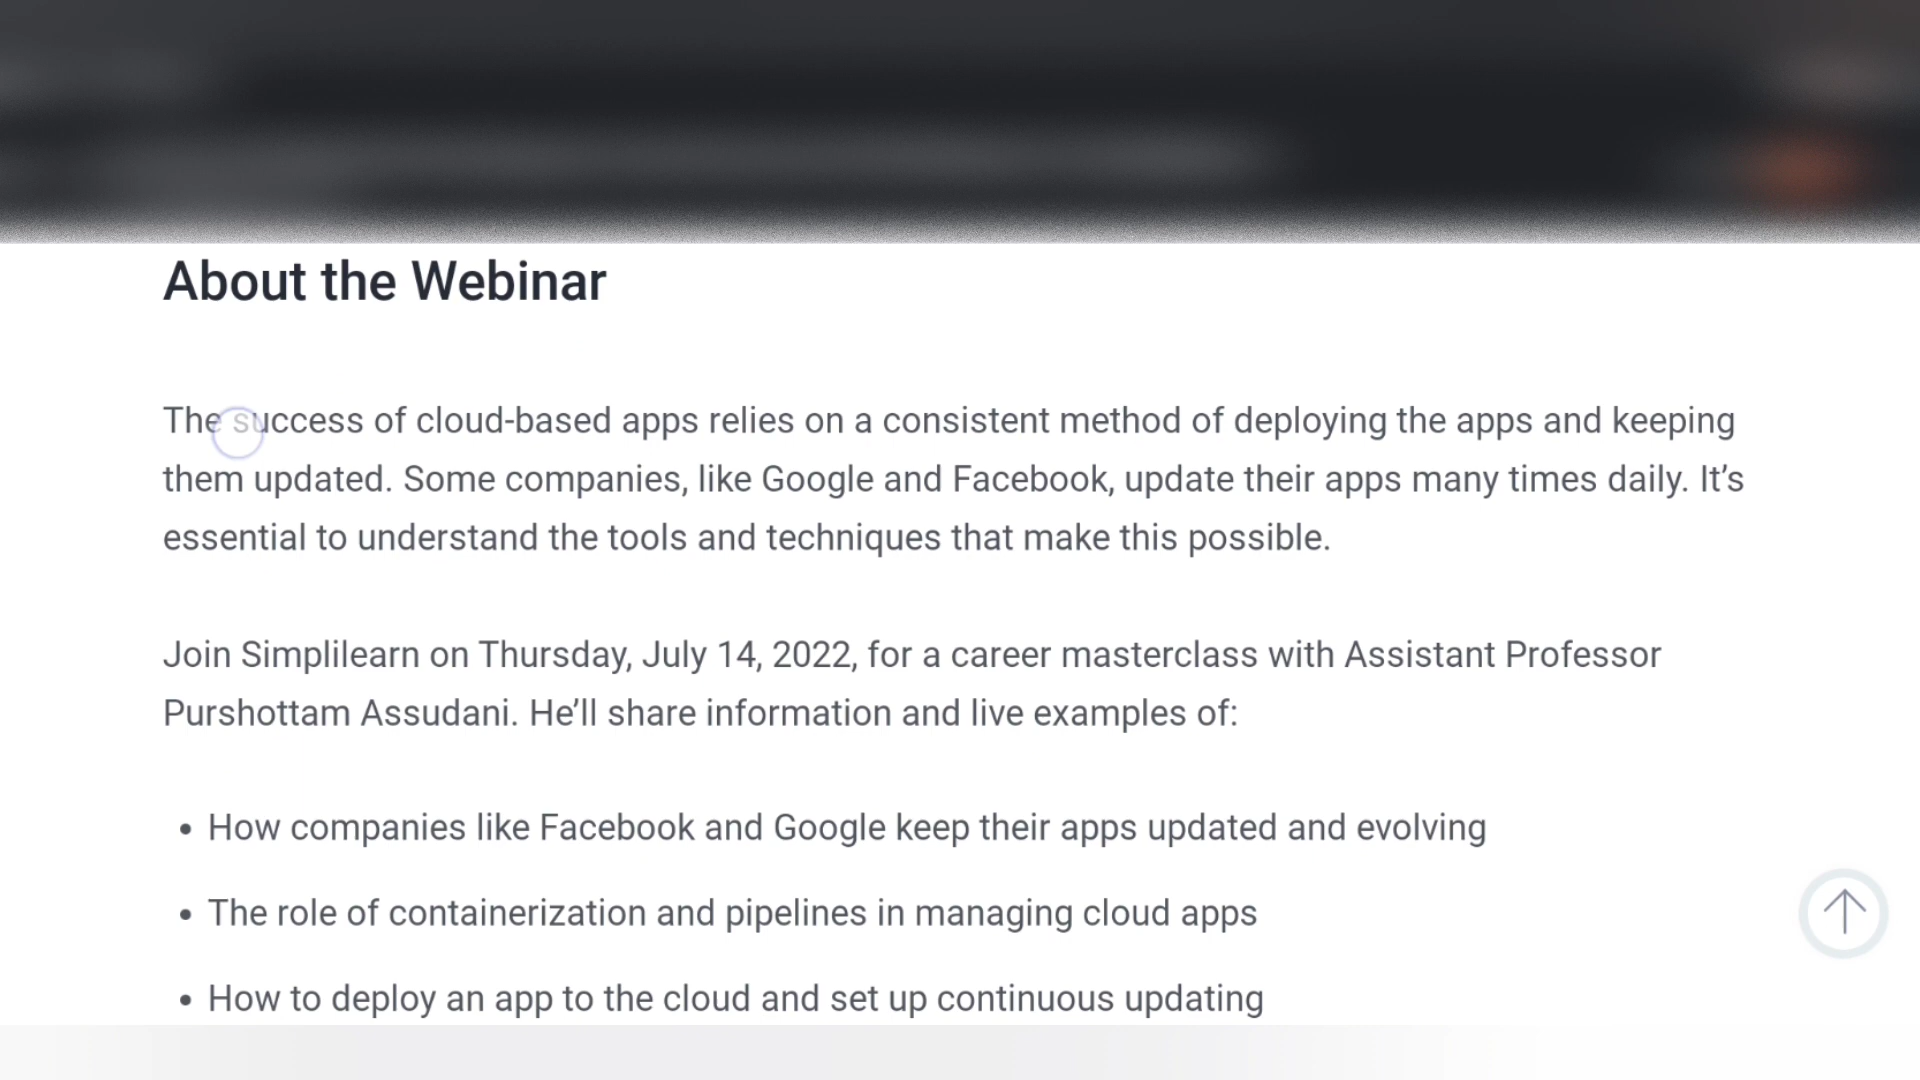 About the Webinar
The success of cloud-based apps relies on a consistent method of deploying the apps and keeping
them updated. Some companies, like Google and Facebook, update their apps many times daily. It’s
essential to understand the tools and techniques that make this possible.
Join Simplilearn on Thursday, July 14, 2022, for a career masterclass with Assistant Professor
Purshottam Assudani. He’ll share information and live examples of:
• How companies like Facebook and Google keep their apps updated and evolving
• The role of containerization and pipelines in managing cloud apps
• How to deploy an app to the cloud and set up continuous updating